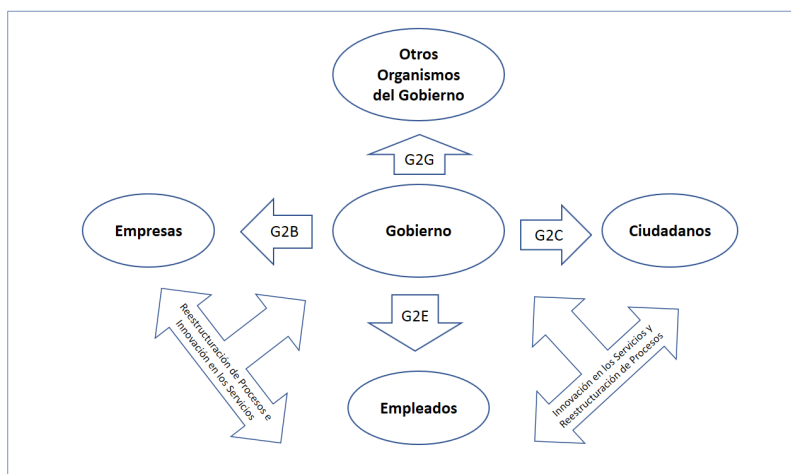 Otros
Organismos
del Gobierno
G2G
Empresas
G2B
Gobierno
G2C
Ciudadanos
G2E
Reestructuración de Procesos e
Innovación en los Servicios
Innovación en los Servicios y
Reestructuración de Procesos
Empleados